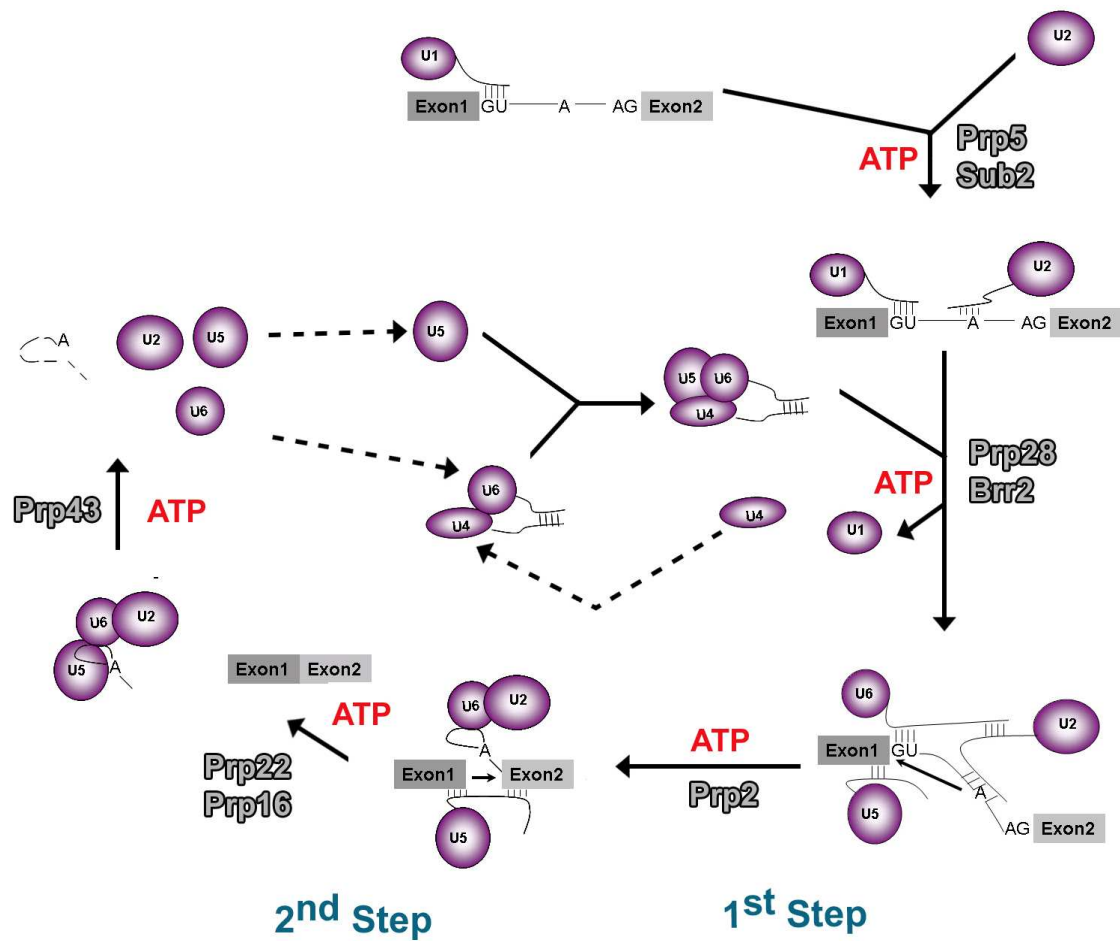 U1
U2
Exon1 GU A AG Exon2
ATP
Prp5
Sub2
U1
U2
Exon1 GU A AG Exon2
A
U2
U5
U6
U5
U5
U6
U4
Prp28
Brr2
ATP
U6
U4
U4
U1
Prp43
ATP
U6
U2
U5
A
Exon1 Exon2
ATP
Prp22
Prp16
U6
U2
A
Exon1 Exon2
U5
ATP
Prp2
U6
U2
Exon1 GU
A
U5
AG Exon2
2nd Step
1st Step